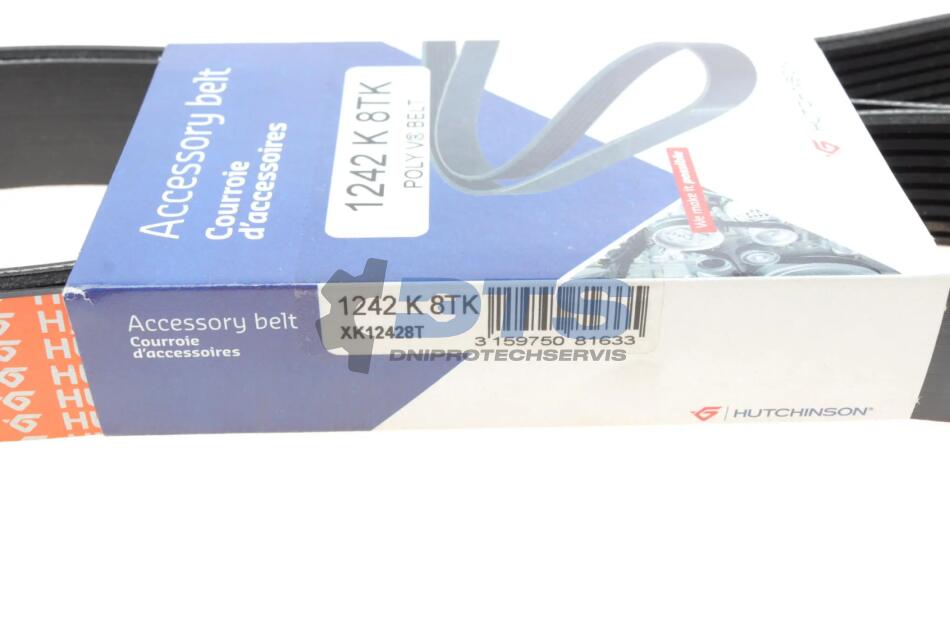 Accessory belt
Courroie
d'accessoires
1242 K 8TK
POLY V® BELT
We make it possible
HUTCHINSON
Accessory belt
Courroie
d'accessoires
1242 K 8TK
XK12428T
3 159750 81633
DTS
DNIPROTECHSERVIS
HUTCHINSON®